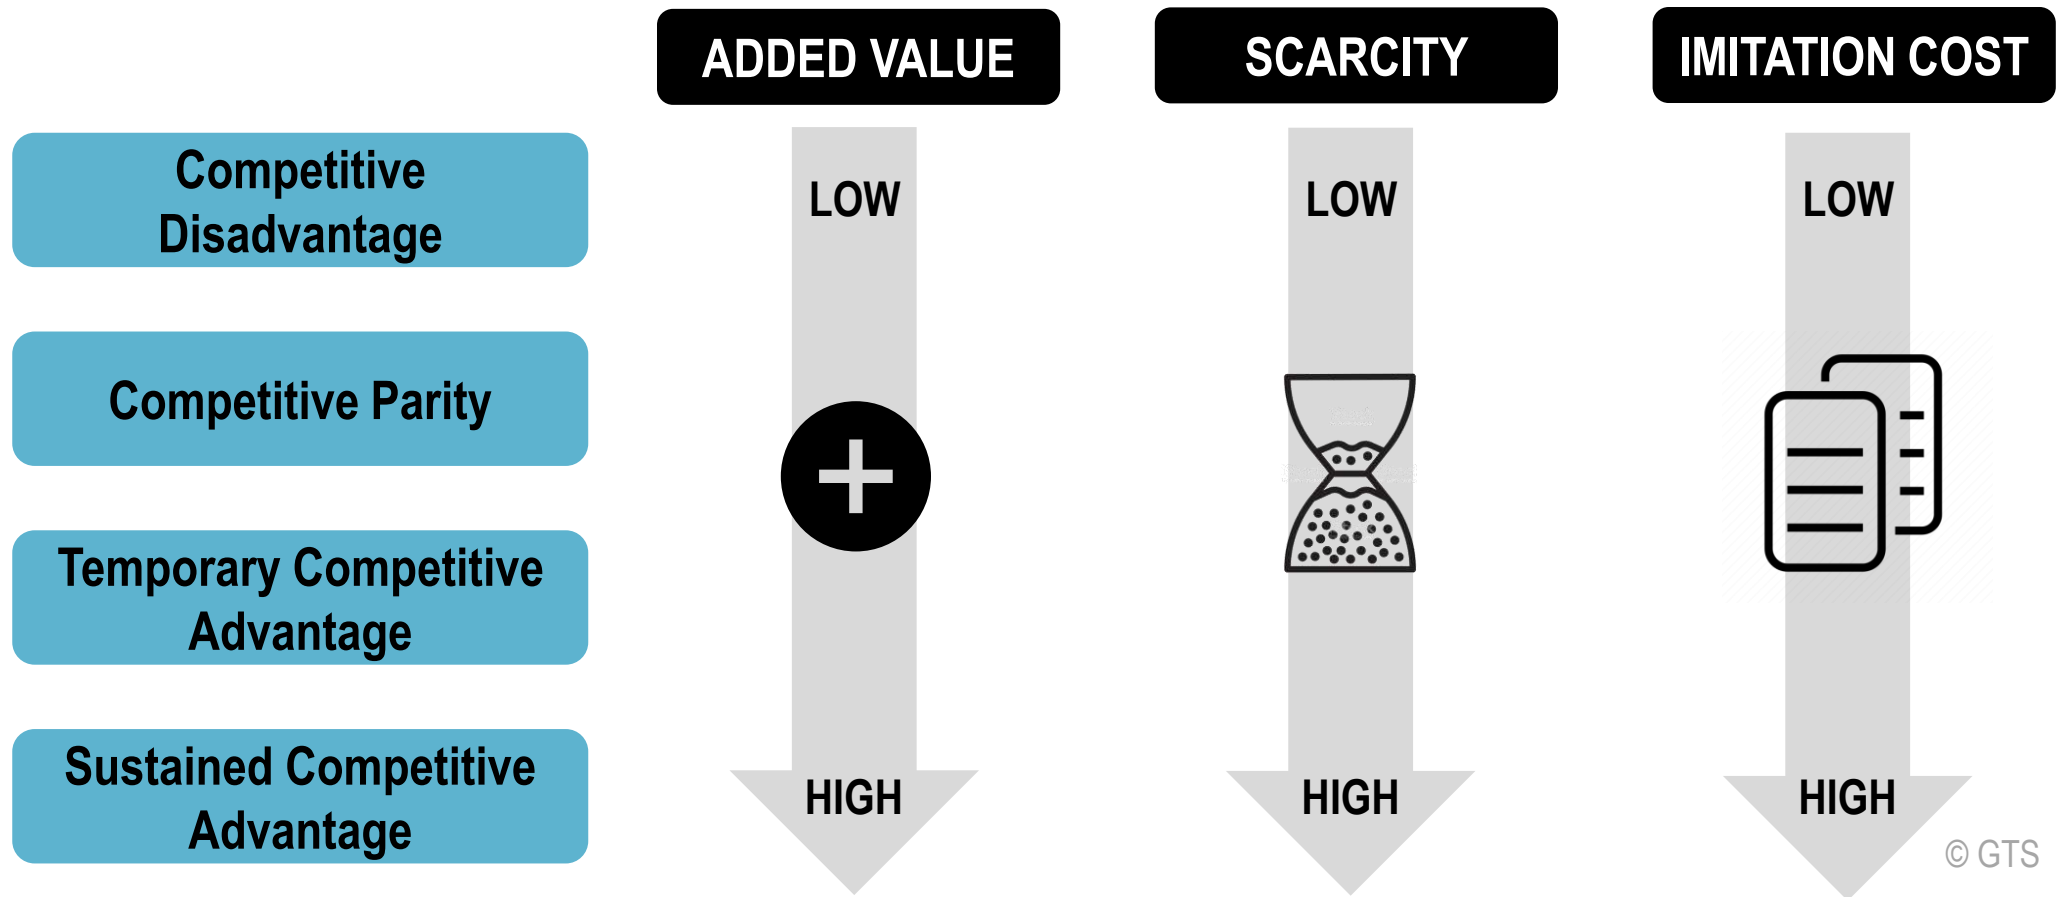 ADDED VALUE
SCARCITY
IMITATION COST
Competitive
Disadvantage
LOW
LOW
LOW
Competitive Parity
Temporary Competitive
Advantage
Sustained Competitive
Advantage
HIGH
HIGH
HIGH
© GTS